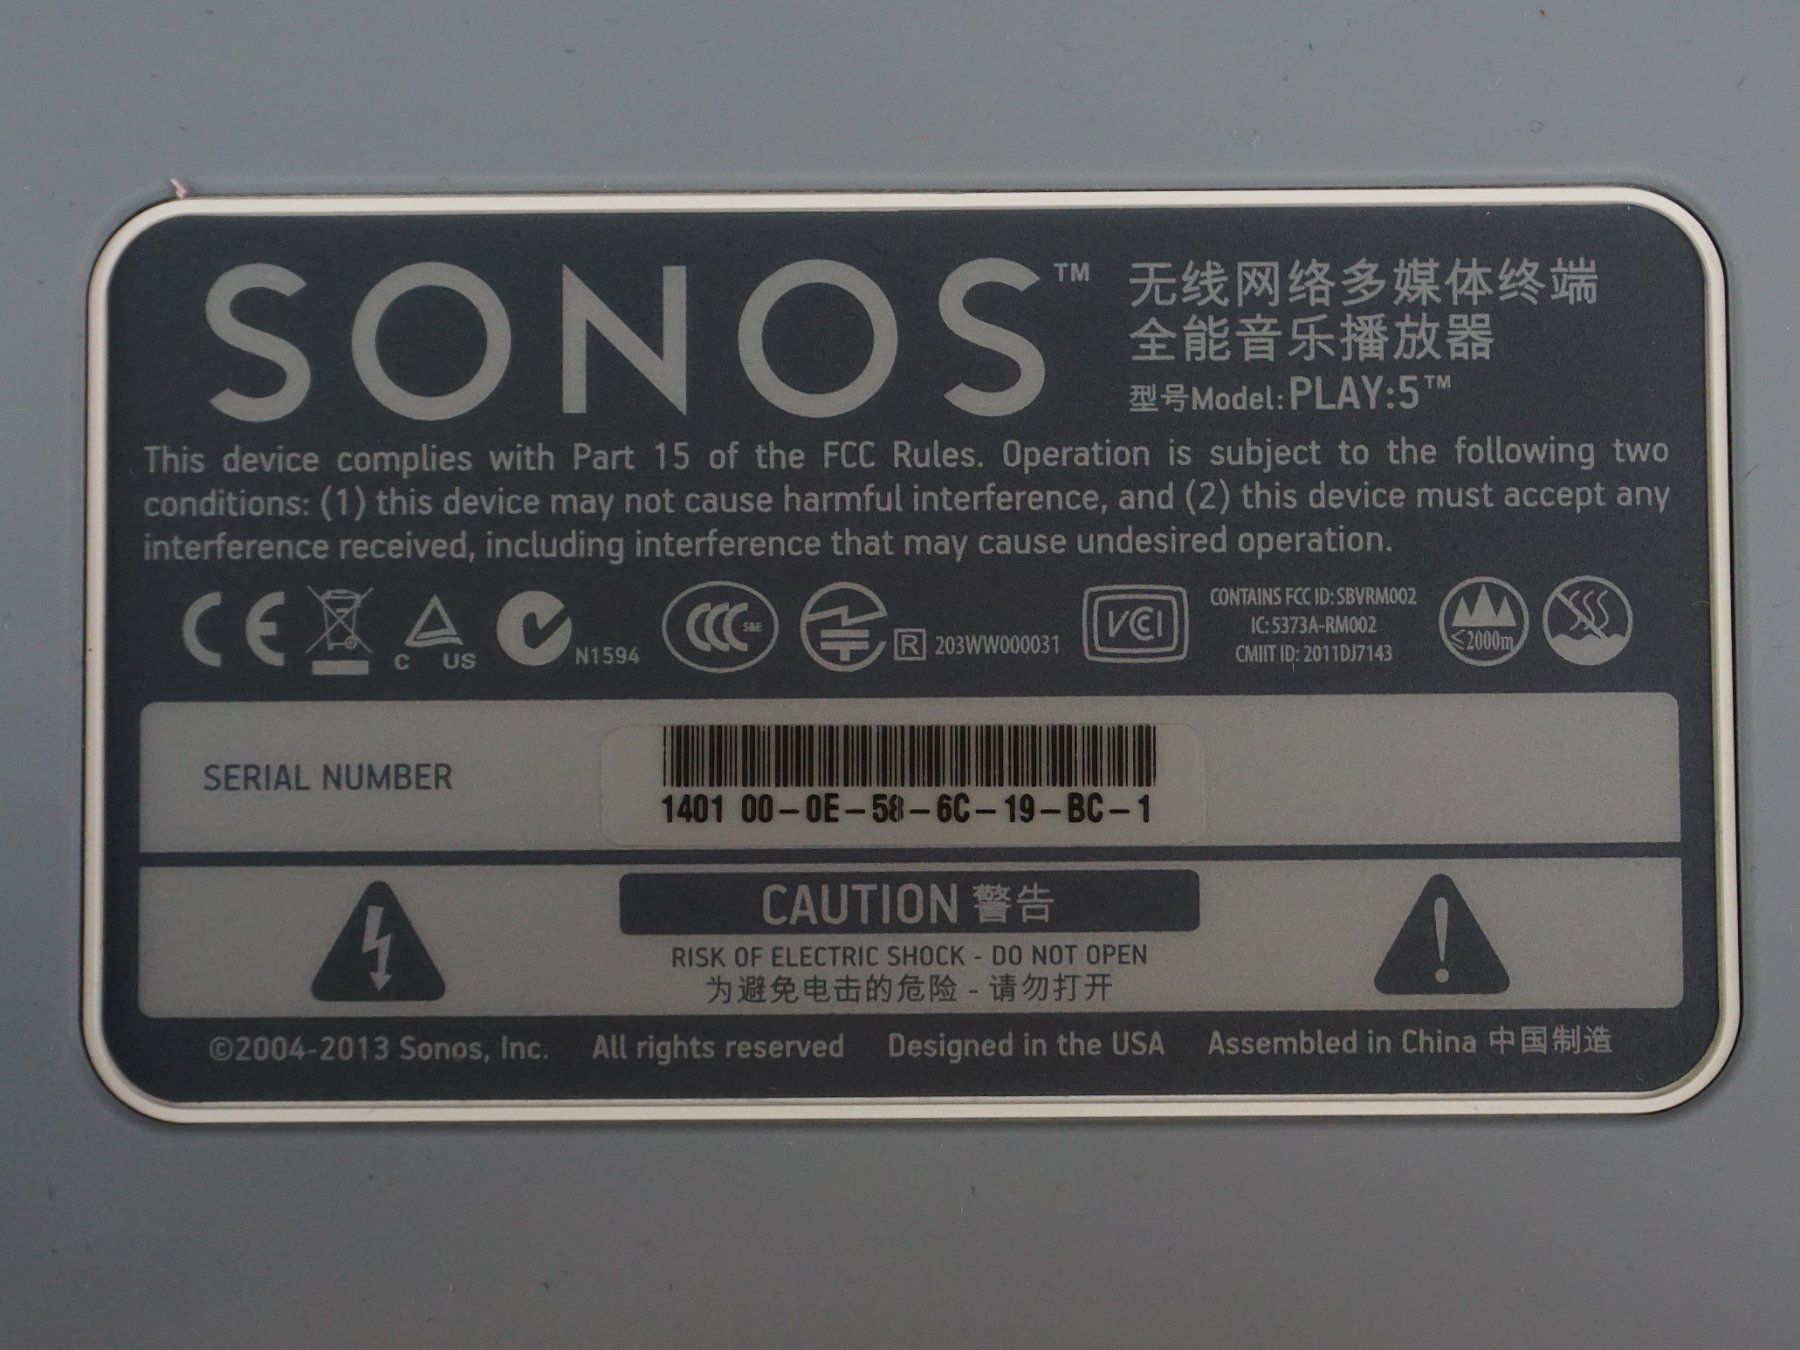 SONOS™
无线网络多媒体终端
全能音乐播放器
型号Model: PLAY:5™
This device complies with Part 15 of the FCC Rules. Operation is subject to the following two
conditions: (1) this device may not cause harmful interference, and (2) this device must accept any
interference received, including interference that may cause undesired operation.
CE
C US
N1594
CCC S&E
R 203WW000031
VCCI
CONTAINS FCC ID: SBVRM002
IC: 5373A-RM002
CMIIT ID: 2011DJ7143
≤2000m
SERIAL NUMBER
1401 00-0E-58-6C-19-BC-1
CAUTION 警告
RISK OF ELECTRIC SHOCK - DO NOT OPEN
为避免电击的危险 - 请勿打开
©2004-2013 Sonos, Inc. All rights reserved Designed in the USA Assembled in China 中国制造